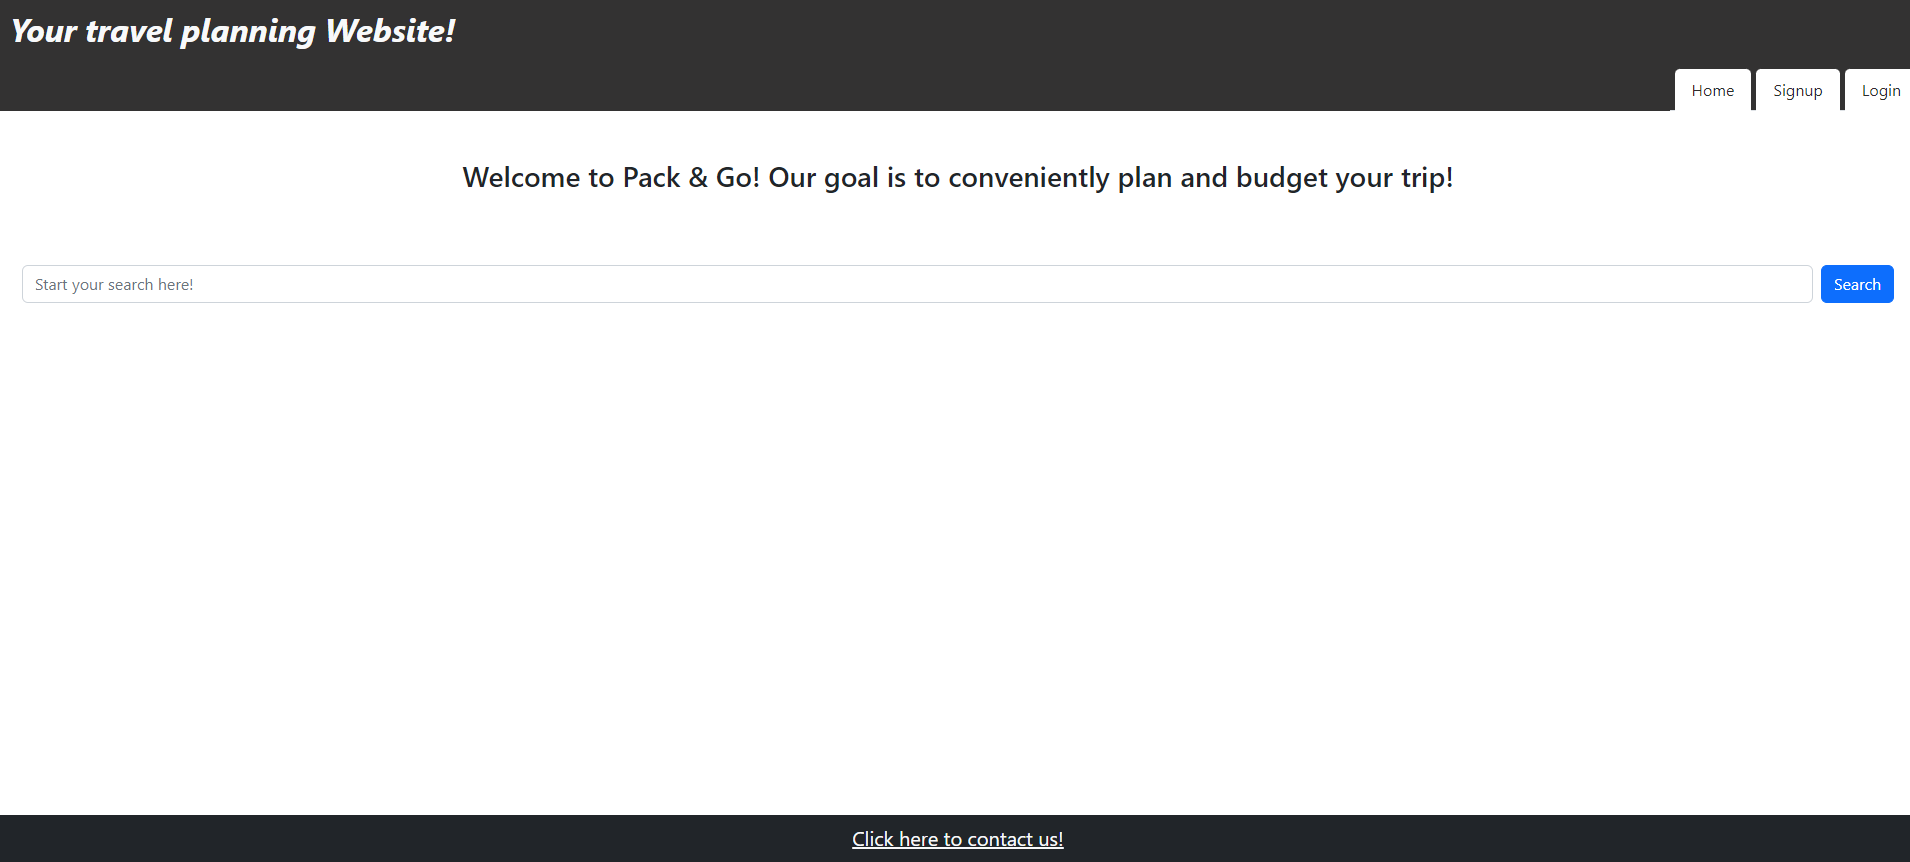 Your travel planning Website!
Home Signup Login
Welcome to Pack & Go! Our goal is to conveniently plan and budget your trip!
Start your search here! Search
Click here to contact us!